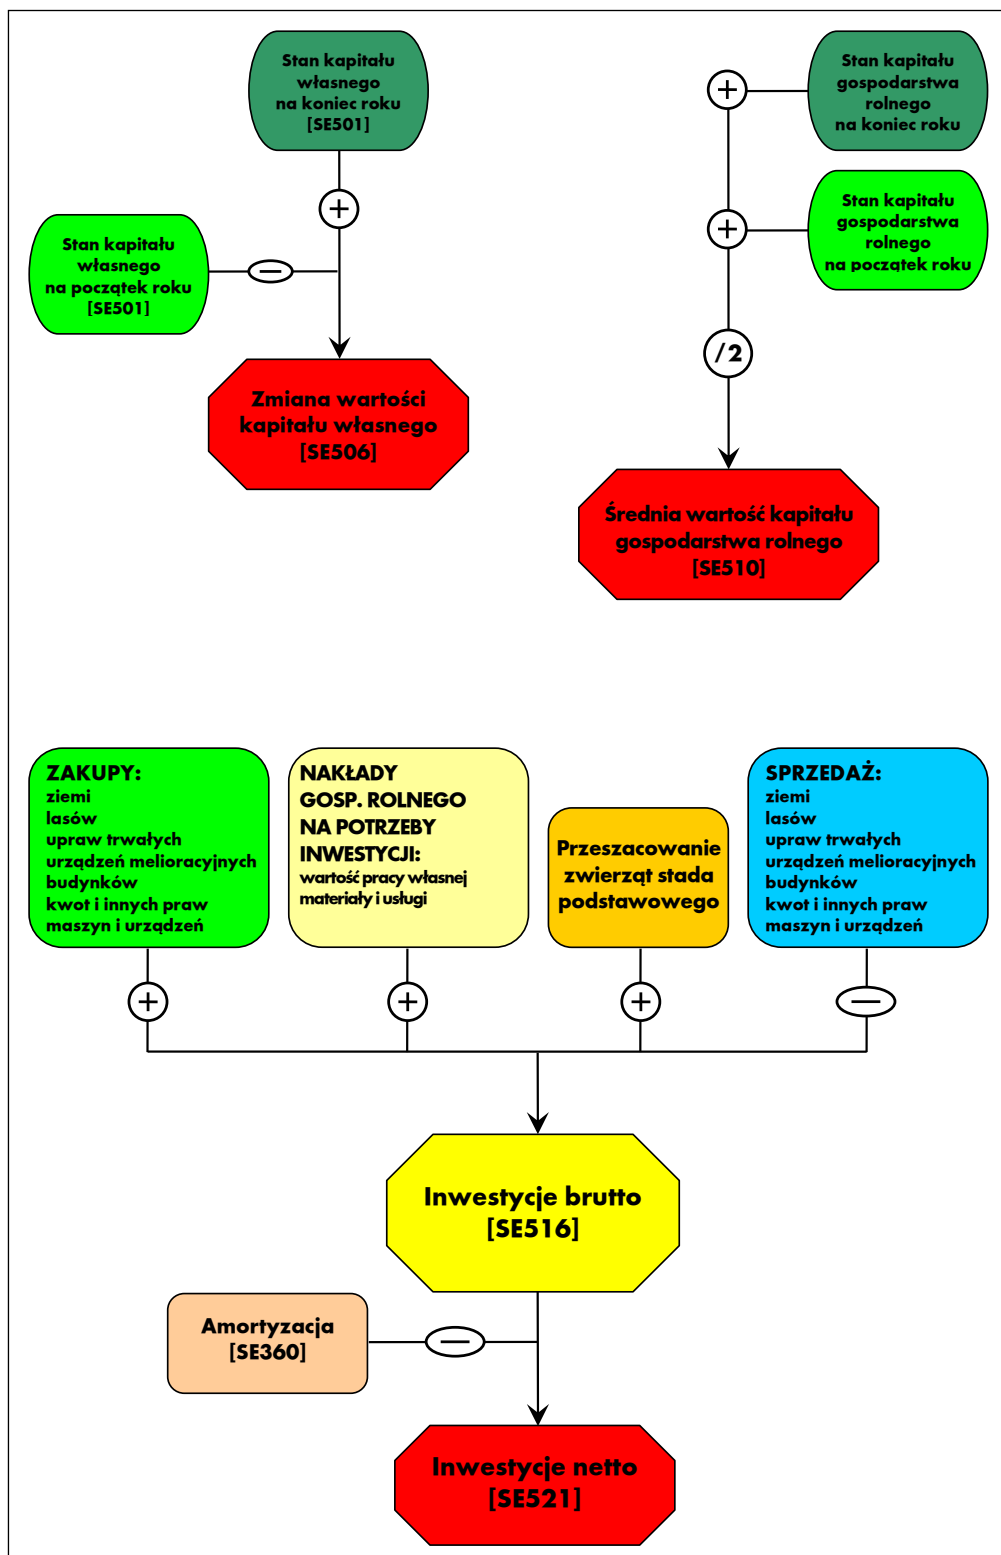 Stan kapitału
własnego
na koniec roku
[SE501]
+
Stan kapitału
własnego
na początek roku
[SE501]
−
Zmiana wartości
kapitału własnego
[SE506]
Stan kapitału
gospodarstwa
rolnego
na koniec roku
+
Stan kapitału
gospodarstwa
rolnego
na początek roku
+
/2
Średnia wartość kapitału
gospodarstwa rolnego
[SE510]
ZAKUPY:
ziemi
lasów
upraw trwałych
urządzeń melioracyjnych
budynków
kwot i innych praw
maszyn i urządzeń
NAKŁADY
GOSP. ROLNEGO
NA POTRZEBY
INWESTYCJI:
wartość pracy własnej
materiały i usługi
Przeszacowanie
zwierząt stada
podstawowego
SPRZEDAŻ:
ziemi
lasów
upraw trwałych
urządzeń melioracyjnych
budynków
kwot i innych praw
maszyn i urządzeń
+
+
+
−
Inwestycje brutto
[SE516]
Amortyzacja
[SE360]
−
Inwestycje netto
[SE521]